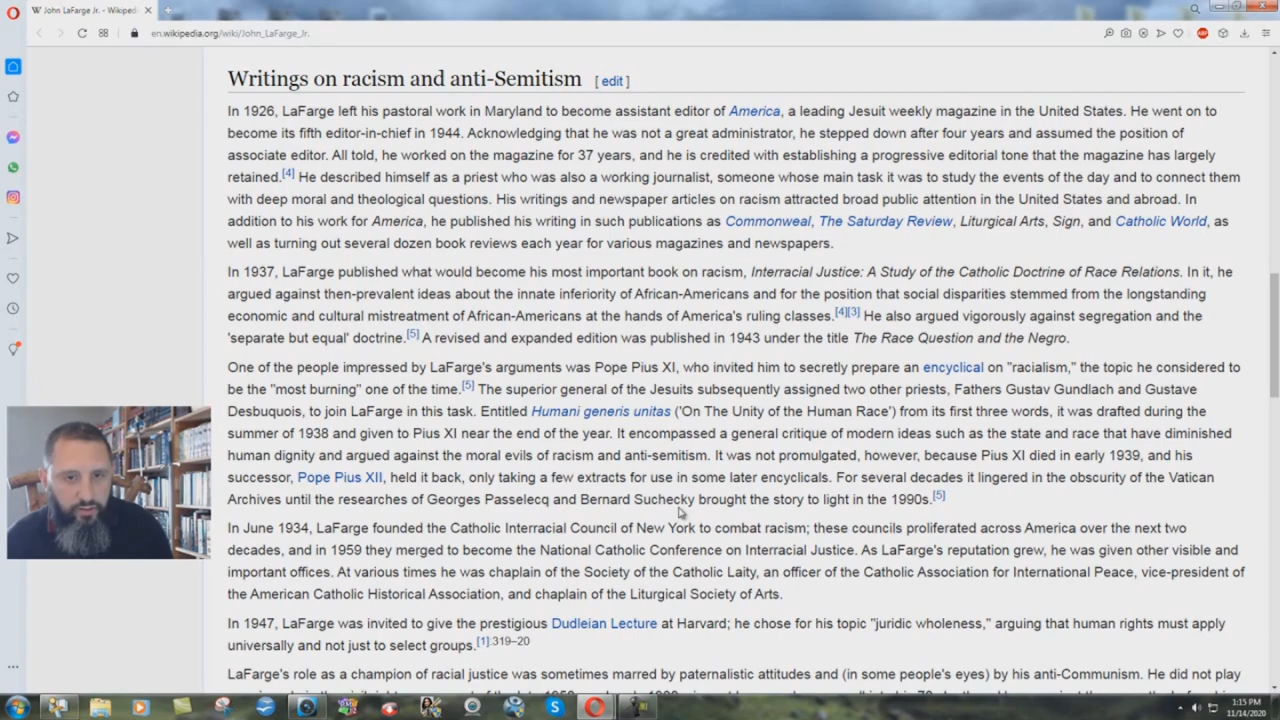 John LaFarge Jr. - Wikiped
en.wikipedia.org/wiki/John_LaFarge_Jr.
Writings on racism and anti-Semitism [ edit ]
In 1926, LaFarge left his pastoral work in Maryland to become assistant editor of America, a leading Jesuit weekly magazine in the United States. He went on to
become its fifth editor-in-chief in 1944. Acknowledging that he was not a great administrator, he stepped down after four years and assumed the position of
associate editor. All told, he worked on the magazine for 37 years, and he is credited with establishing a progressive editorial tone that the magazine has largely
retained.[4] He described himself as a priest who was also a working journalist, someone whose main task it was to study the events of the day and to connect them
with deep moral and theological questions. His writings and newspaper articles on racism attracted broad public attention in the United States and abroad. In
addition to his work for America, he published his writing in such publications as Commonweal, The Saturday Review, Liturgical Arts, Sign, and Catholic World, as
well as turning out several dozen book reviews each year for various magazines and newspapers.
In 1937, LaFarge published what would become his most important book on racism, Interracial Justice: A Study of the Catholic Doctrine of Race Relations. In it, he
argued against then-prevalent ideas about the innate inferiority of African-Americans and for the position that social disparities stemmed from the longstanding
economic and cultural mistreatment of African-Americans at the hands of America's ruling classes.[4][3] He also argued vigorously against segregation and the
'separate but equal' doctrine.[5] A revised and expanded edition was published in 1943 under the title The Race Question and the Negro.
One of the people impressed by LaFarge's arguments was Pope Pius XI, who invited him to secretly prepare an encyclical on "racialism," the topic he considered to
be the "most burning" one of the time.[5] The superior general of the Jesuits subsequently assigned two other priests, Fathers Gustav Gundlach and Gustave
Desbuquois, to join LaFarge in this task. Entitled Humani generis unitas ('On The Unity of the Human Race') from its first three words, it was drafted during the
summer of 1938 and given to Pius XI near the end of the year. It encompassed a general critique of modern ideas such as the state and race that have diminished
human dignity and argued against the moral evils of racism and anti-semitism. It was not promulgated, however, because Pius XI died in early 1939, and his
successor, Pope Pius XII, held it back, only taking a few extracts for use in some later encyclicals. For several decades it lingered in the obscurity of the Vatican
Archives until the researches of Georges Passelecq and Bernard Suchecky brought the story to light in the 1990s.[5]
In June 1934, LaFarge founded the Catholic Interracial Council of New York to combat racism; these councils proliferated across America over the next two
decades, and in 1959 they merged to become the National Catholic Conference on Interracial Justice. As LaFarge's reputation grew, he was given other visible and
important offices. At various times he was chaplain of the Society of the Catholic Laity, an officer of the Catholic Association for International Peace, vice-president of
the American Catholic Historical Association, and chaplain of the Liturgical Society of Arts.
In 1947, LaFarge was invited to give the prestigious Dudleian Lecture at Harvard; he chose for his topic "juridic wholeness," arguing that human rights must apply
universally and not just to select groups.[1]:319–20
LaFarge's role as a champion of racial justice was sometimes marred by paternalistic attitudes and (in some people's eyes) by his anti-Communism. He did not play
1:15 PM
11/14/2020